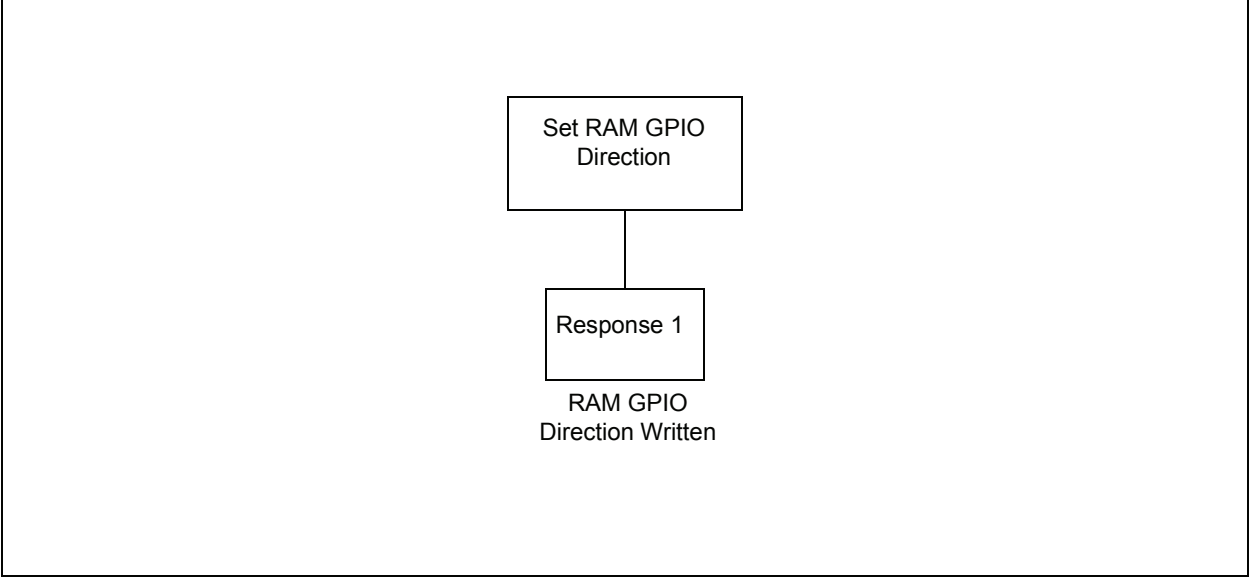 Set RAM GPIO
Direction
Response 1
RAM GPIO
Direction Written